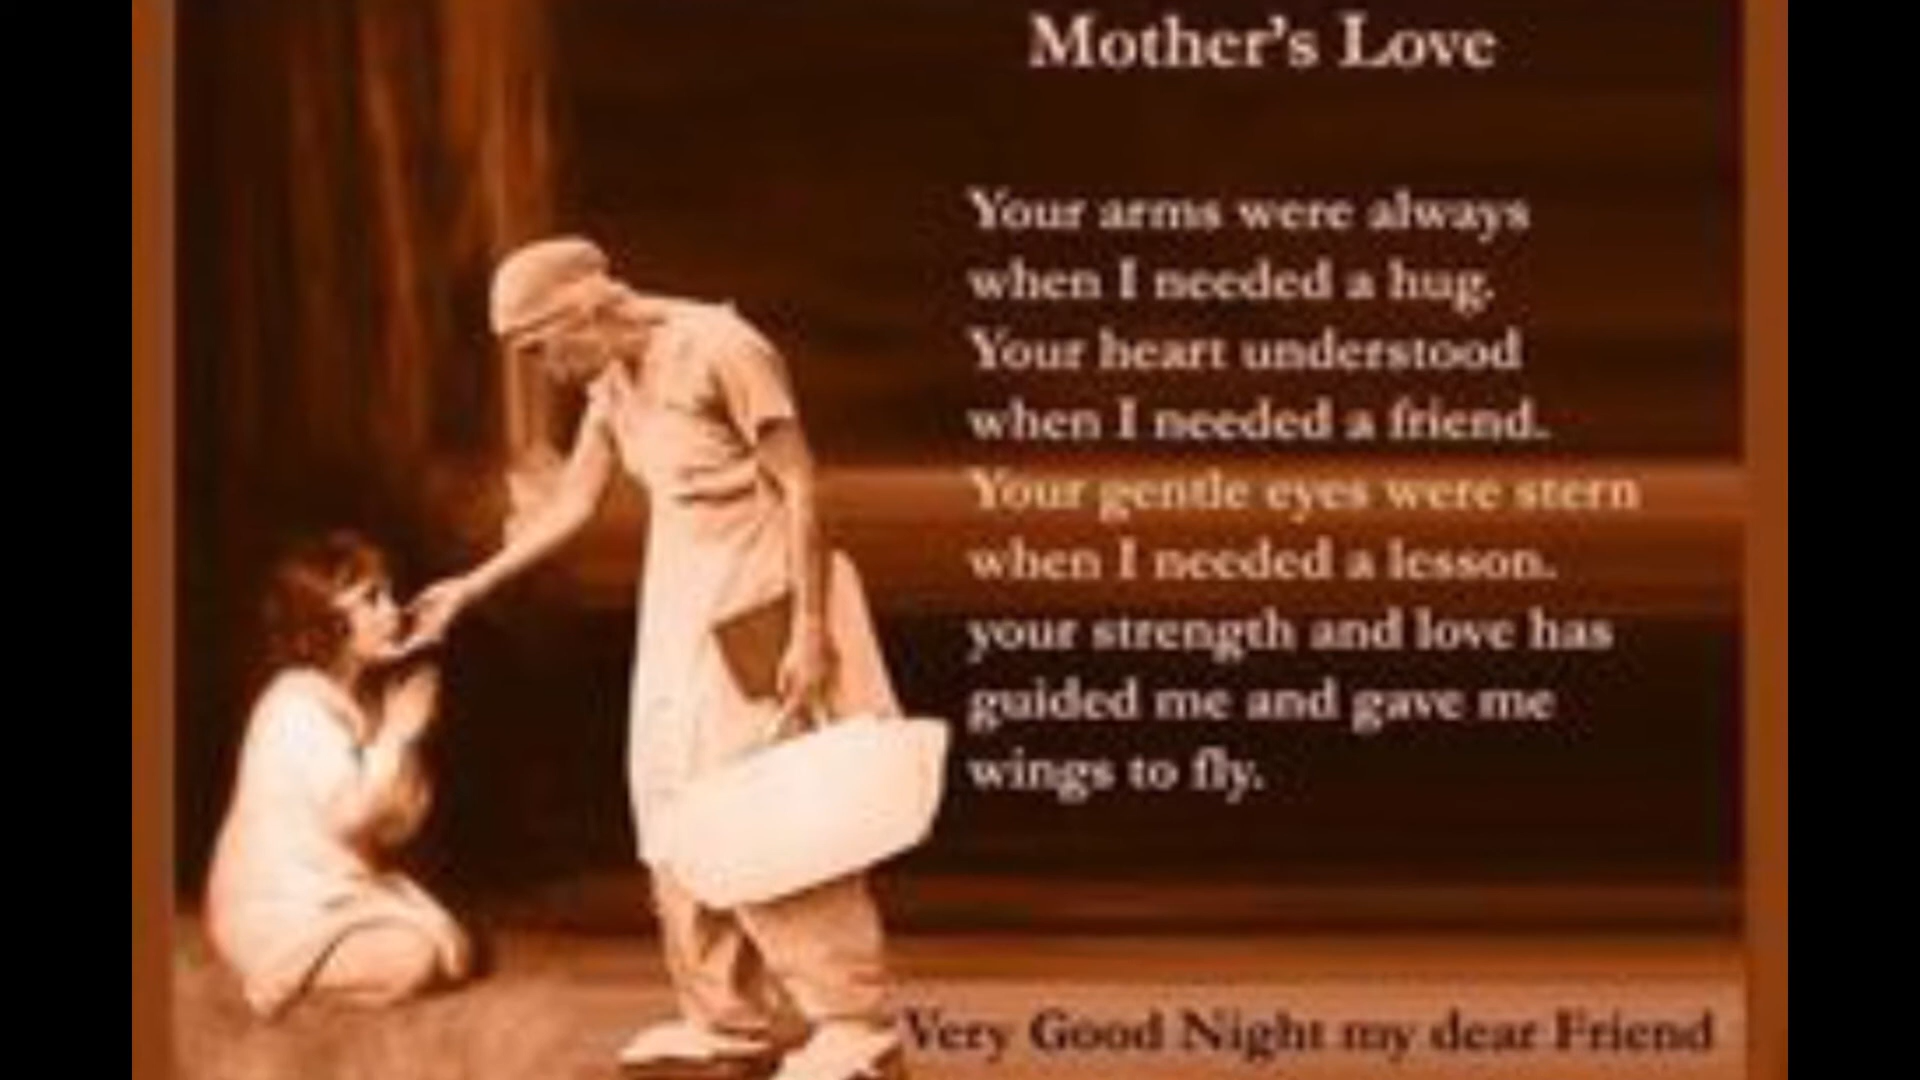 Mother's Love
Your arms were always
when I needed a hug.
Your heart understood
when I needed a friend.
Your gentle eyes were stern
when I needed a lesson.
your strength and love has
guided me and gave me
wings to fly.
Very Good Night my dear Friend